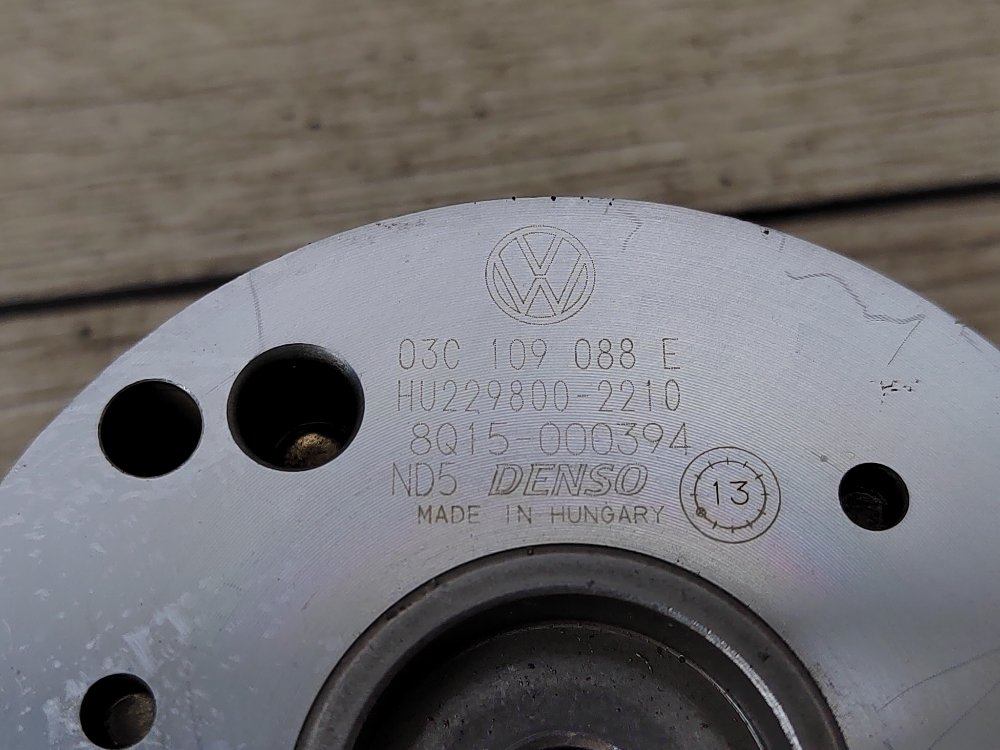 03C 109 088 E
HU229800-2210
8Q15-000394
ND5 DENSO
MADE IN HUNGARY
13